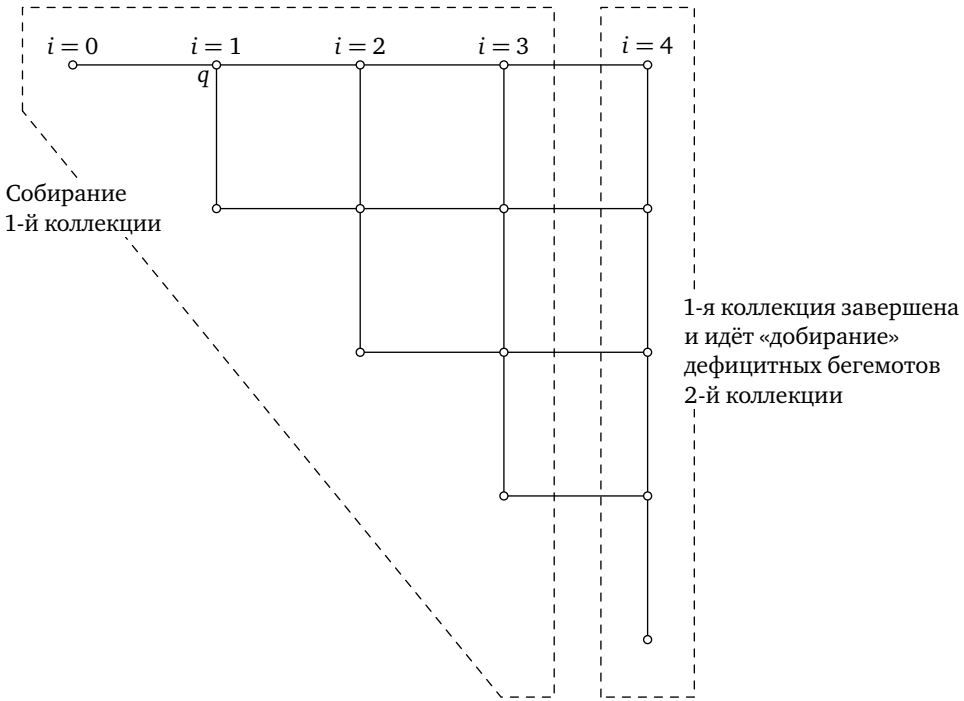 i = 0 i = 1 i = 2 i = 3 i = 4
q
Собирание
1-й коллекции
1-я коллекция завершена
и идёт «добирание»
дефицитных бегемотов
2-й коллекции